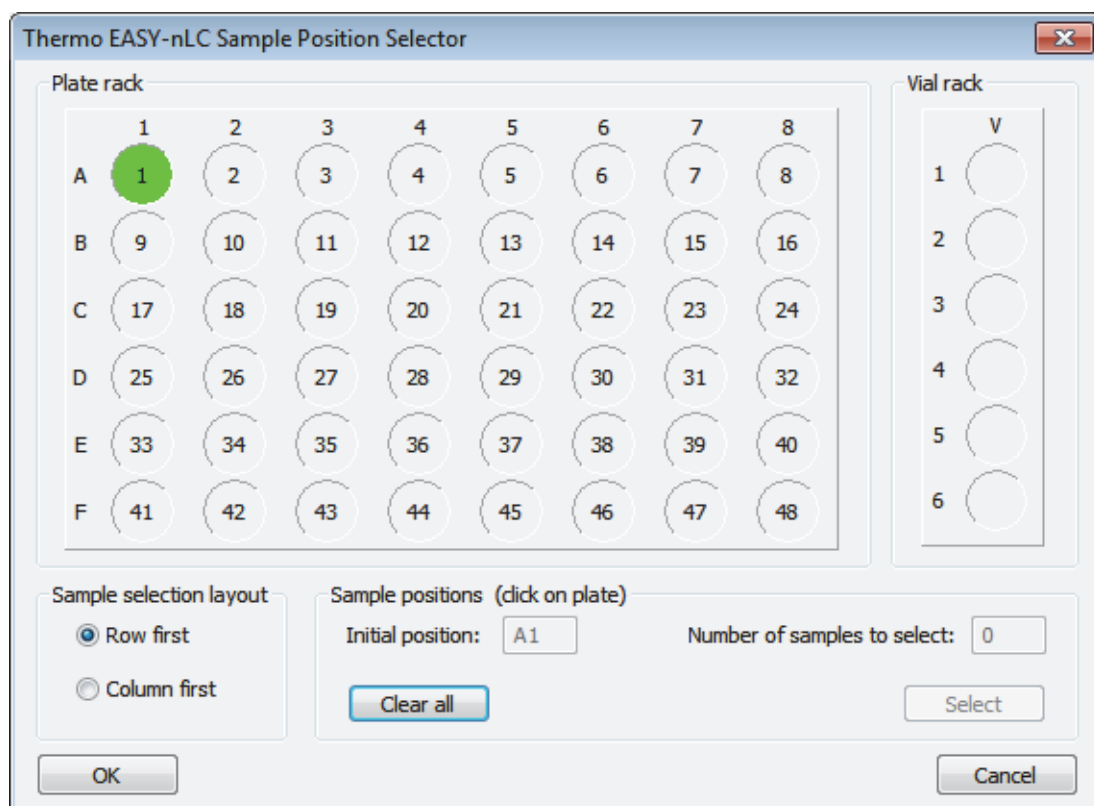 Thermo EASY-nLC Sample Position Selector
Plate rack
1 2 3 4 5 6 7 8
A 1 2 3 4 5 6 7 8
B 9 10 11 12 13 14 15 16
C 17 18 19 20 21 22 23 24
D 25 26 27 28 29 30 31 32
E 33 34 35 36 37 38 39 40
F 41 42 43 44 45 46 47 48
Vial rack
V
1
2
3
4
5
6
Sample selection layout
Row first
Column first
Sample positions (click on plate)
Initial position: A1 Number of samples to select: 0
Clear all Select
OK Cancel